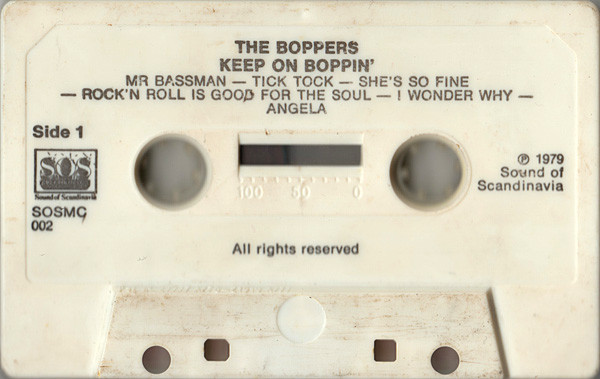 THE BOPPERS
KEEP ON BOPPIN'
MR BASSMAN — TICK TOCK — SHE'S SO FINE
— ROCK'N ROLL IS GOOD FOR THE SOUL — I WONDER WHY —
ANGELA
Side 1
SOS
Sound of Scandinavia
SOSMC
002
100 50 0
℗ 1979
Sound of
Scandinavia
All rights reserved